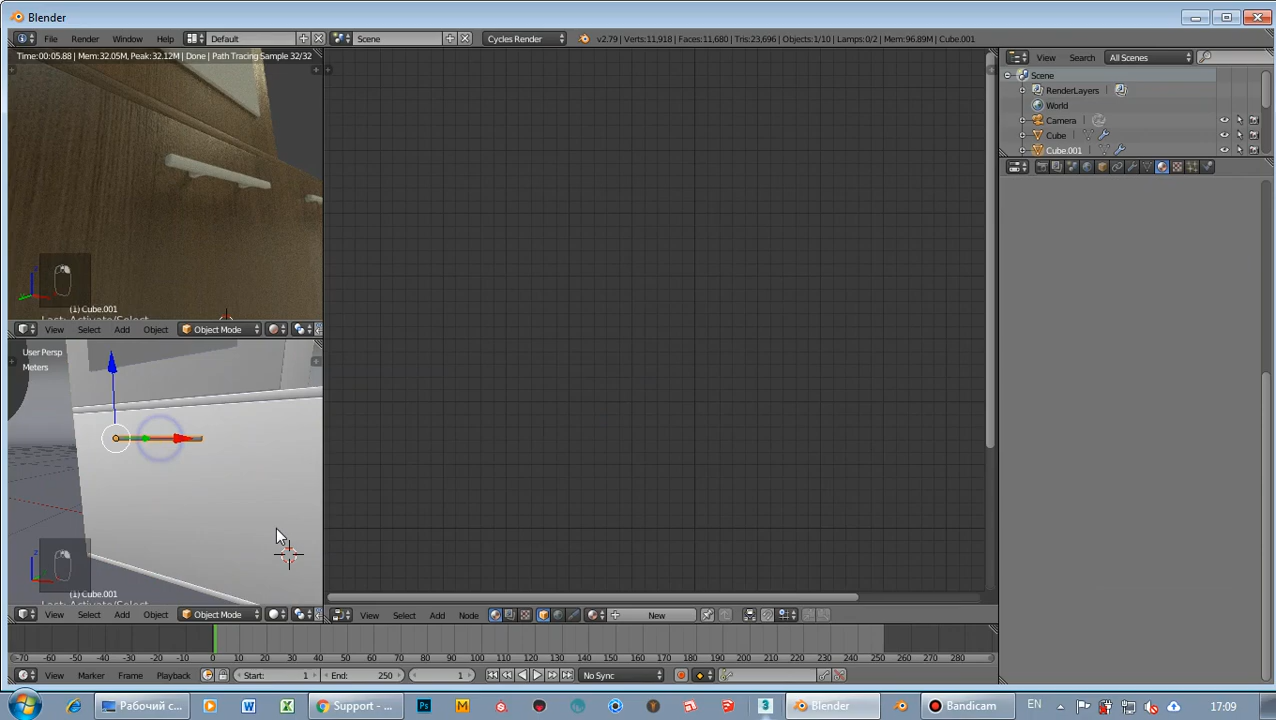 Blender
File Render Window Help Default Scene Cycles Render v2.79 | Verts:11,918 | Faces:11,680 | Tris:23,696 | Objects:1/10 | Lamps:0/2 | Mem:96.89M | Cube.001
Time:00:05.88 | Mem:32.05M, Peak:32.12M | Done | Path Tracing Sample 32/32
View Search All Scenes
Scene
RenderLayers
World
Camera
Cube
Cube.001
(1) Cube.001
View Select Add Object Object Mode
User Persp
Meters
(1) Cube.001
View Select Add Object Object Mode
View Select Add Node New
-70 -60 -50 -40 -30 -20 -10 0 10 20 30 40 50 60 70 80 90 100 110 120 130 140 150 160 170 180 190 200 210 220 230 240 250 260 270 280
View Marker Frame Playback Start: 1 End: 250 1 No Sync
Рабочий с... Support - ... Blender Bandicam EN 17:09